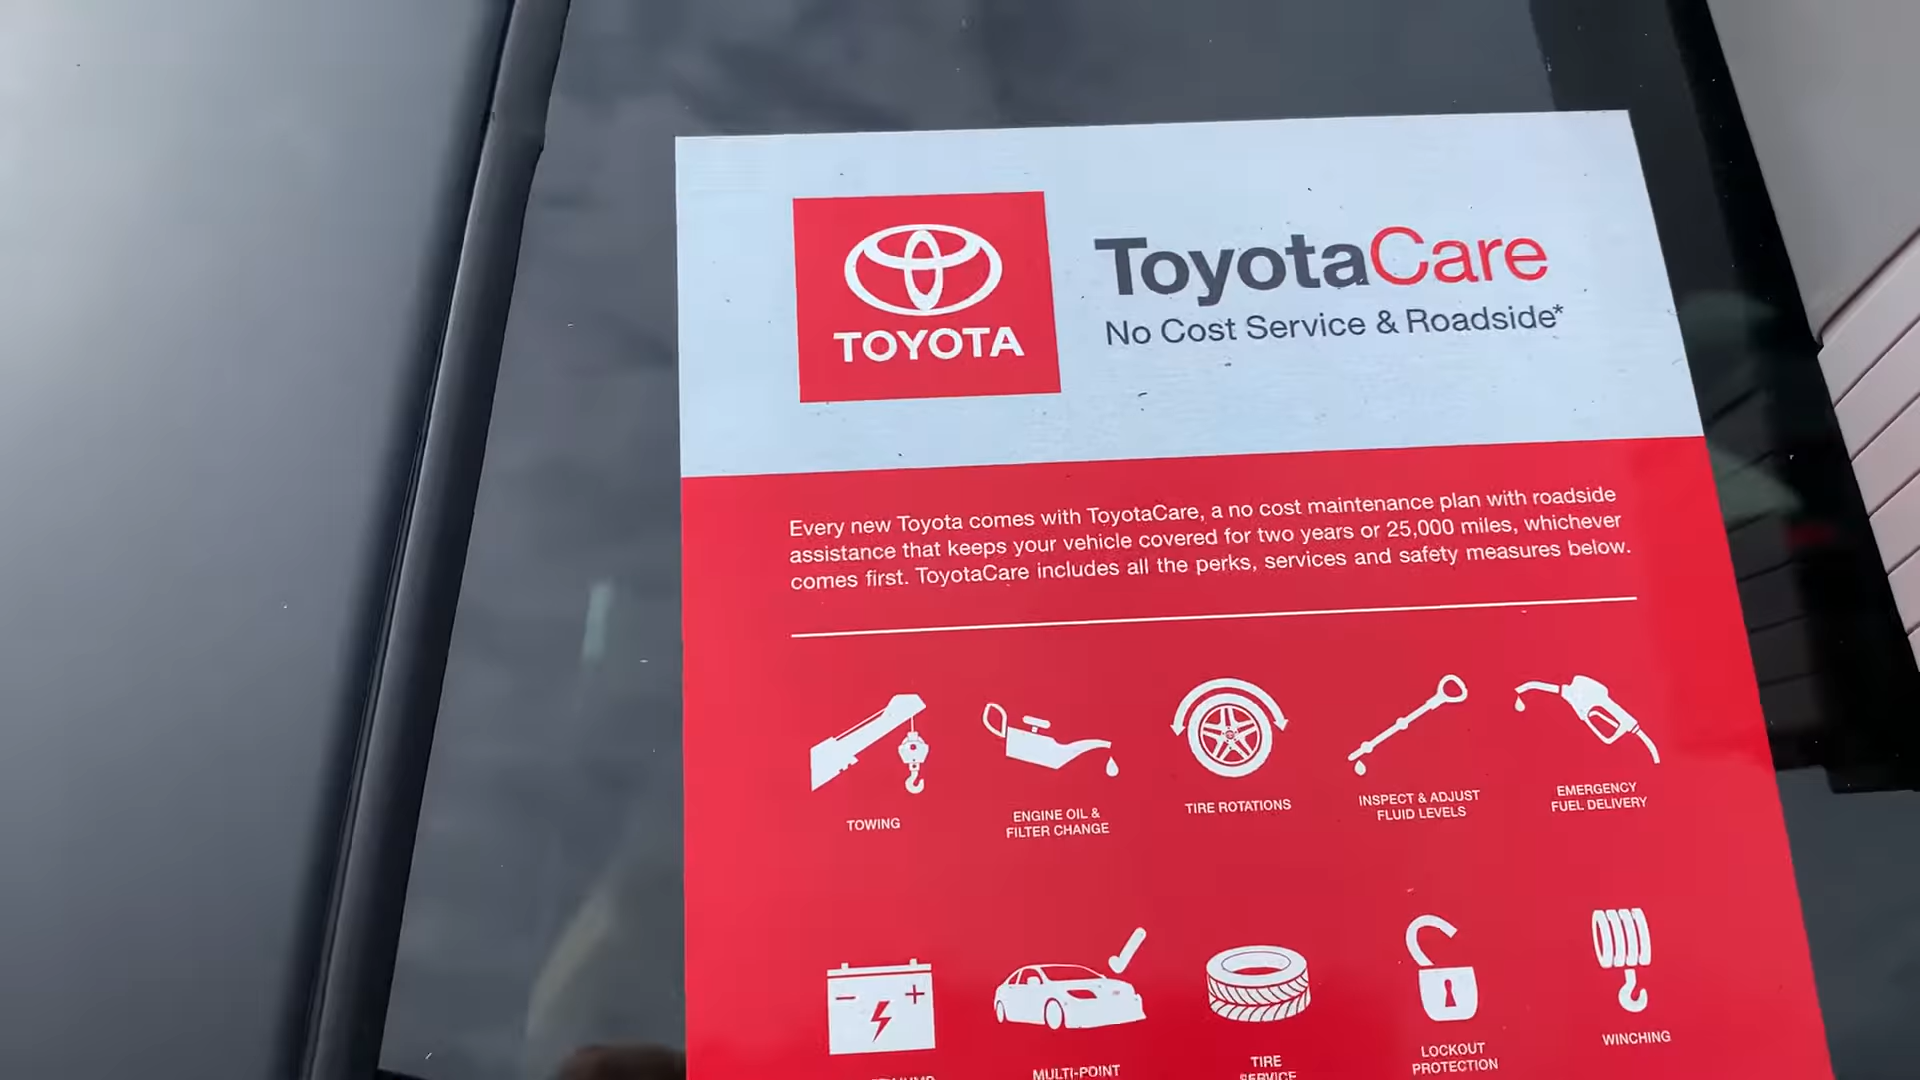 TOYOTA
ToyotaCare
No Cost Service & Roadside*
Every new Toyota comes with ToyotaCare, a no cost maintenance plan with roadside
assistance that keeps your vehicle covered for two years or 25,000 miles, whichever
comes first. ToyotaCare includes all the perks, services and safety measures below.
TOWING
ENGINE OIL &
FILTER CHANGE
TIRE ROTATIONS
INSPECT & ADJUST
FLUID LEVELS
EMERGENCY
FUEL DELIVERY
MULTI-POINT
TIRE
SERVICE
LOCKOUT
PROTECTION
WINCHING